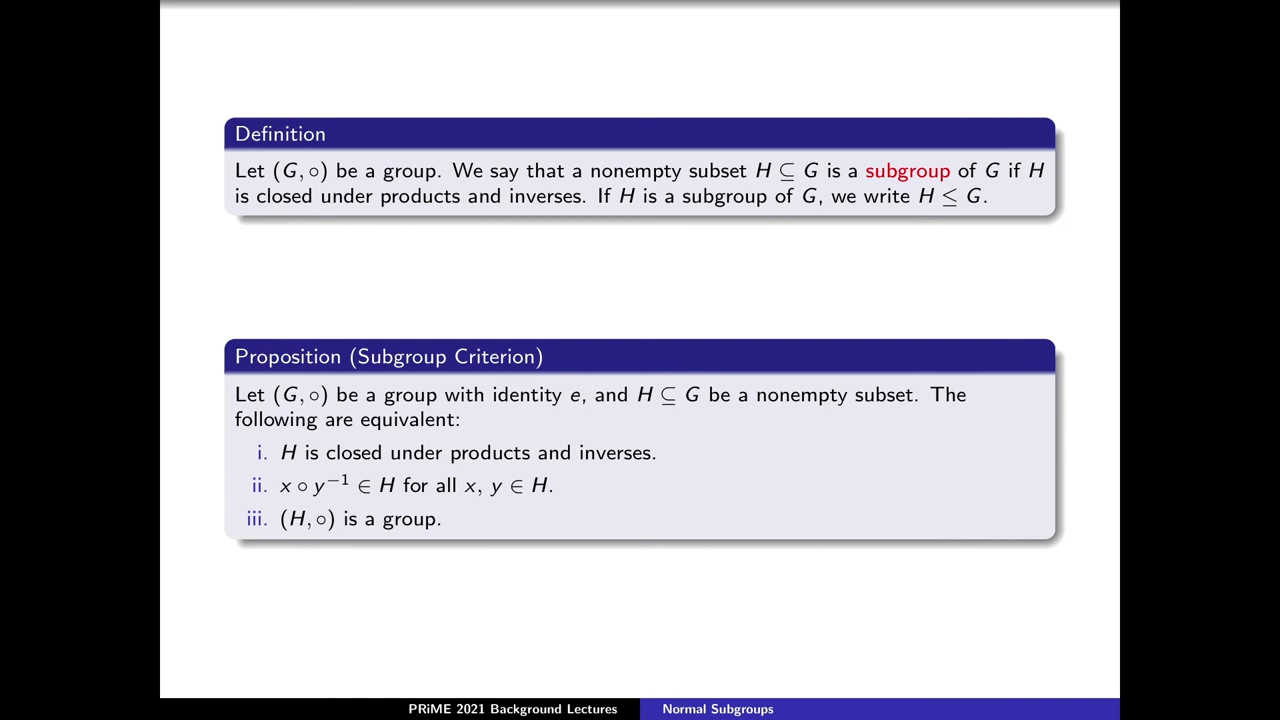 Definition
Let (G, ∘) be a group. We say that a nonempty subset H ⊆ G is a subgroup of G if H
is closed under products and inverses. If H is a subgroup of G, we write H ≤ G.
Proposition (Subgroup Criterion)
Let (G, ∘) be a group with identity e, and H ⊆ G be a nonempty subset. The
following are equivalent:
i. H is closed under products and inverses.
ii. x ∘ y⁻¹ ∈ H for all x, y ∈ H.
iii. (H, ∘) is a group.
PRiME 2021 Background Lectures
Normal Subgroups